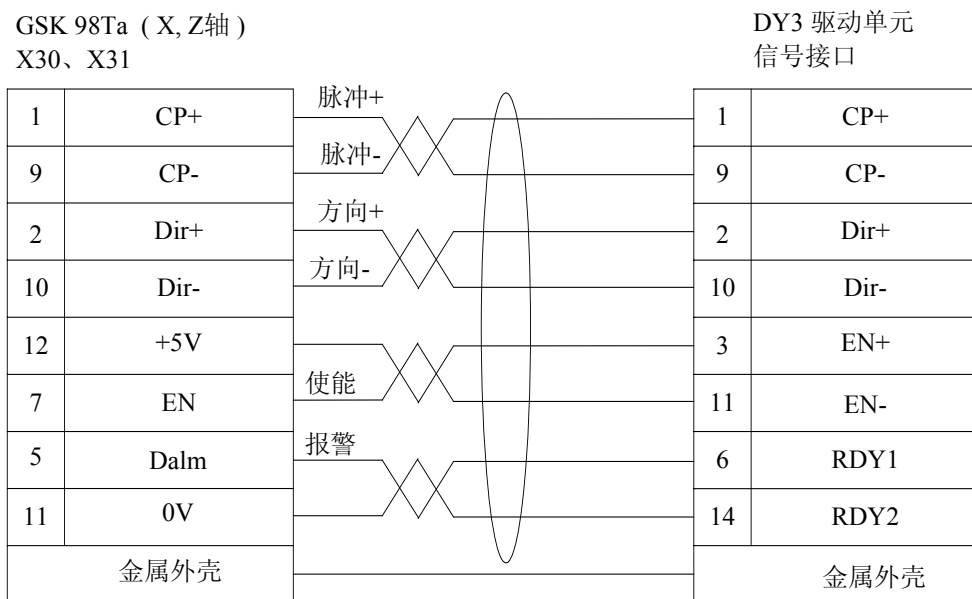 GSK 98Ta ( X, Z轴 )
X30、X31
DY3 驱动单元
信号接口
1 CP+ 脉冲+ 1 CP+
9 CP- 脉冲- 9 CP-
2 Dir+ 方向+ 2 Dir+
10 Dir- 方向- 10 Dir-
12 +5V 3 EN+
7 EN 使能 11 EN-
5 Dalm 报警 6 RDY1
11 0V 14 RDY2
金属外壳 金属外壳